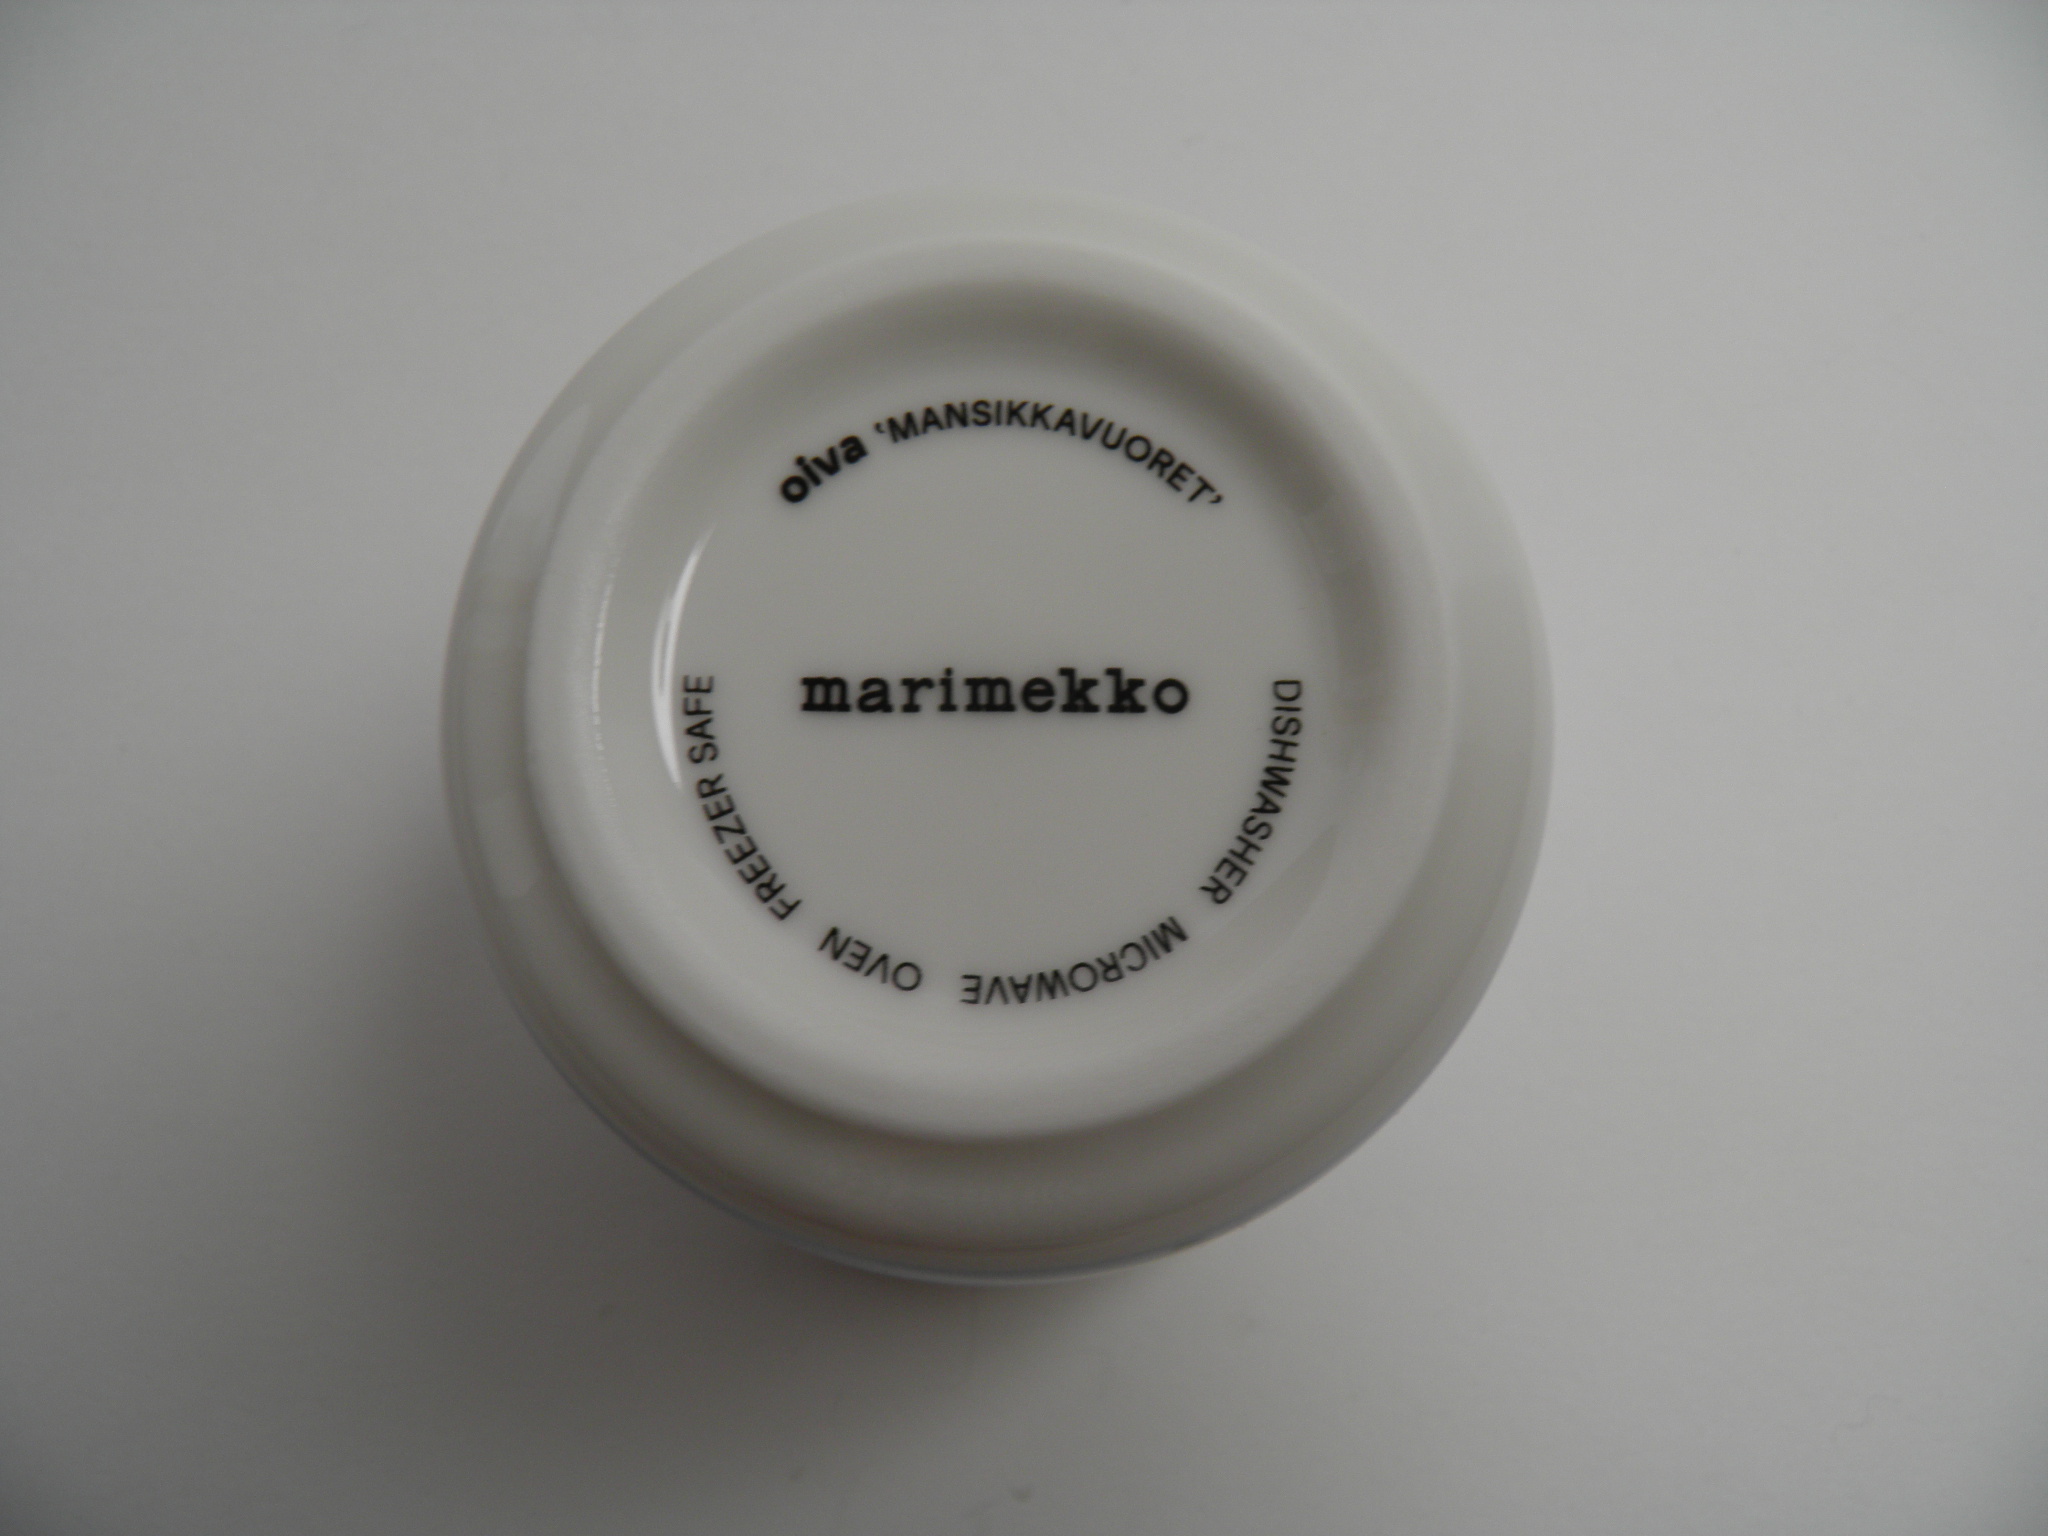 oiva ‘MANSIKKAVUORET’
marimekko
DISHWASHER MICROWAVE OVEN FREEZER SAFE